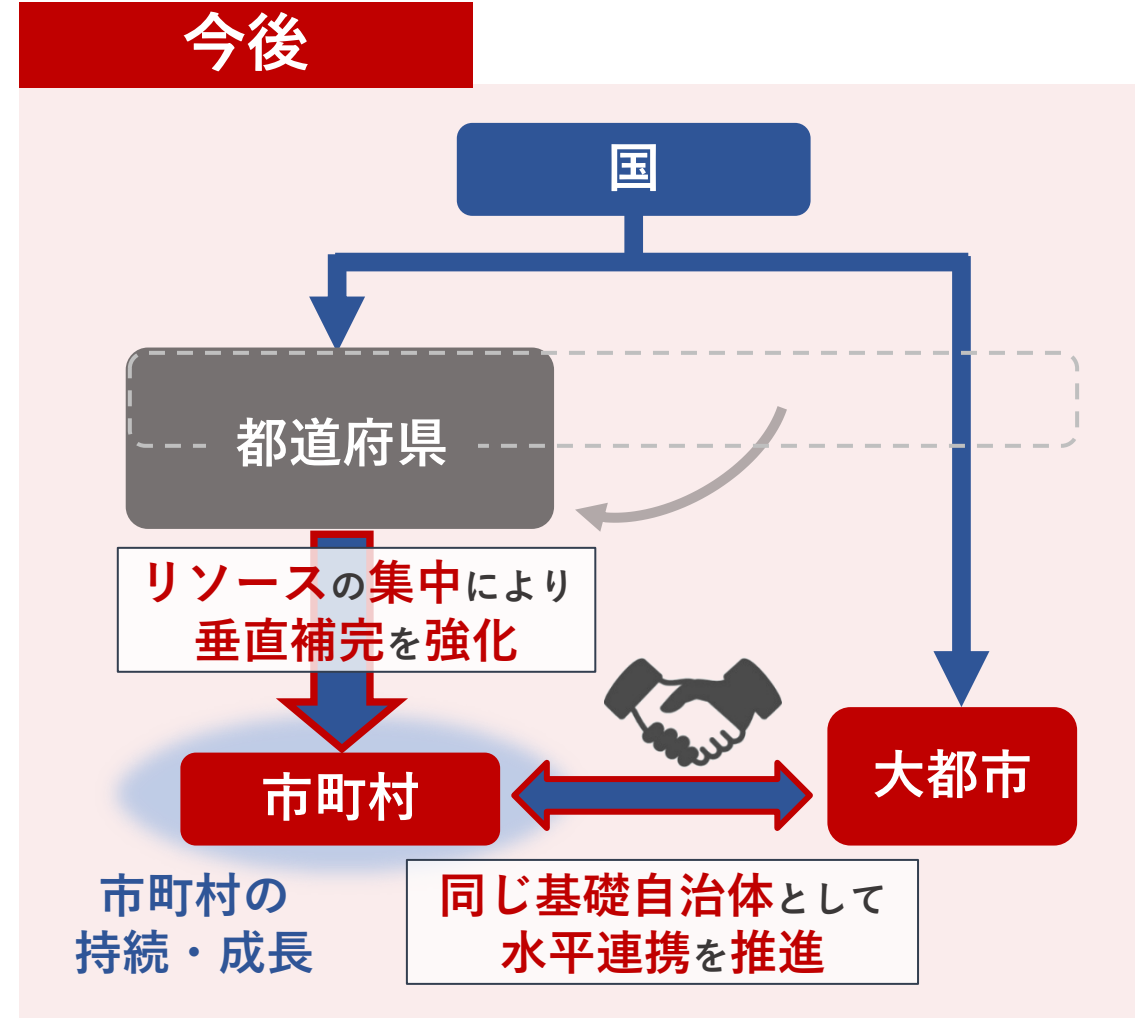 今後
国
都道府県
リソースの集中により
垂直補完を強化
市町村
大都市
市町村の
持続・成長
同じ基礎自治体として
水平連携を推進